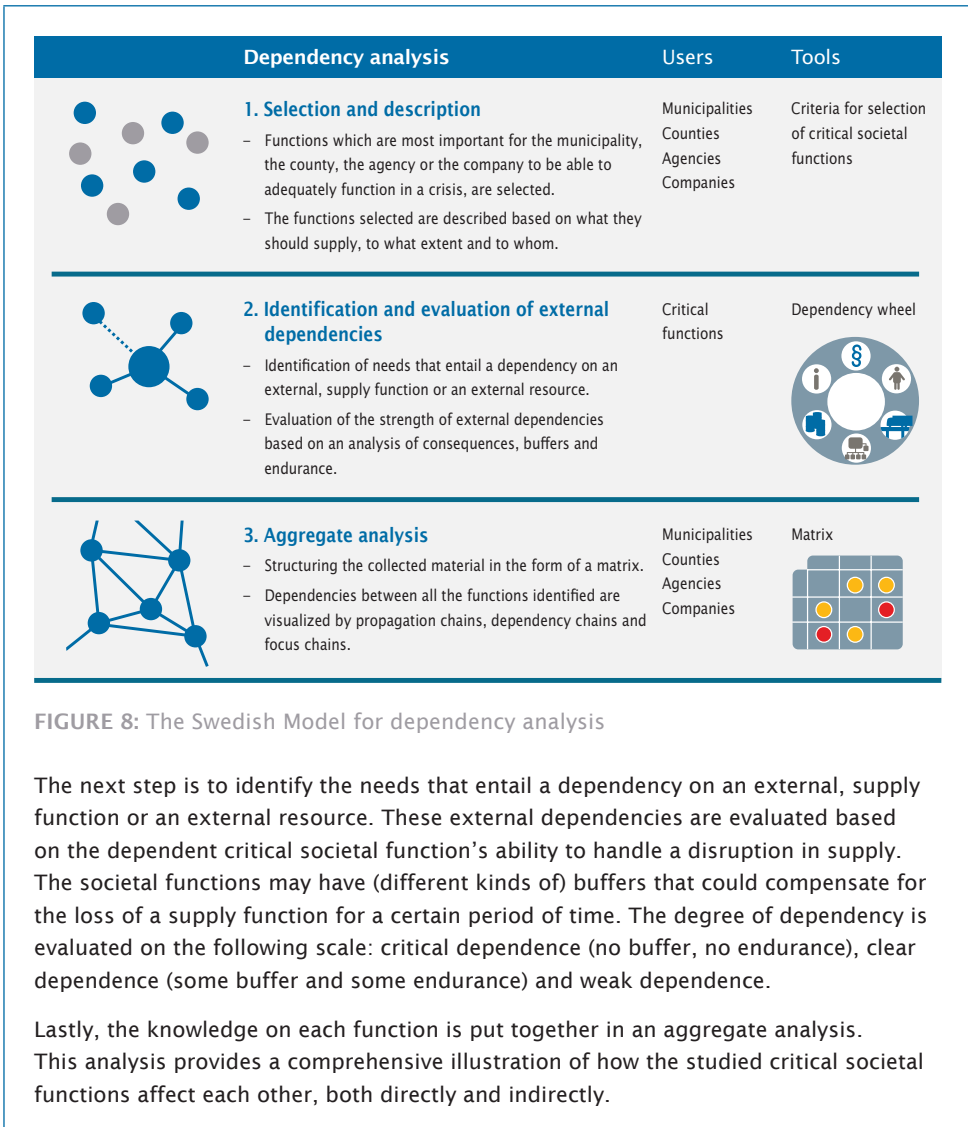 Dependency analysis Users Tools
1. Selection and description
– Functions which are most important for the municipality,
the county, the agency or the company to be able to
adequately function in a crisis, are selected.
– The functions selected are described based on what they
should supply, to what extent and to whom.
Municipalities
Counties
Agencies
Companies
Criteria for selection
of critical societal
functions
2. Identification and evaluation of external
dependencies
– Identification of needs that entail a dependency on an
external, supply function or an external resource.
– Evaluation of the strength of external dependencies
based on an analysis of consequences, buffers and
endurance.
Critical
functions
Dependency wheel
§
i
3. Aggregate analysis
– Structuring the collected material in the form of a matrix.
– Dependencies between all the functions identified are
visualized by propagation chains, dependency chains and
focus chains.
Municipalities
Counties
Agencies
Companies
Matrix
FIGURE 8: The Swedish Model for dependency analysis
The next step is to identify the needs that entail a dependency on an external, supply
function or an external resource. These external dependencies are evaluated based
on the dependent critical societal function’s ability to handle a disruption in supply.
The societal functions may have (different kinds of) buffers that could compensate for
the loss of a supply function for a certain period of time. The degree of dependency is
evaluated on the following scale: critical dependence (no buffer, no endurance), clear
dependence (some buffer and some endurance) and weak dependence.
Lastly, the knowledge on each function is put together in an aggregate analysis.
This analysis provides a comprehensive illustration of how the studied critical societal
functions affect each other, both directly and indirectly.